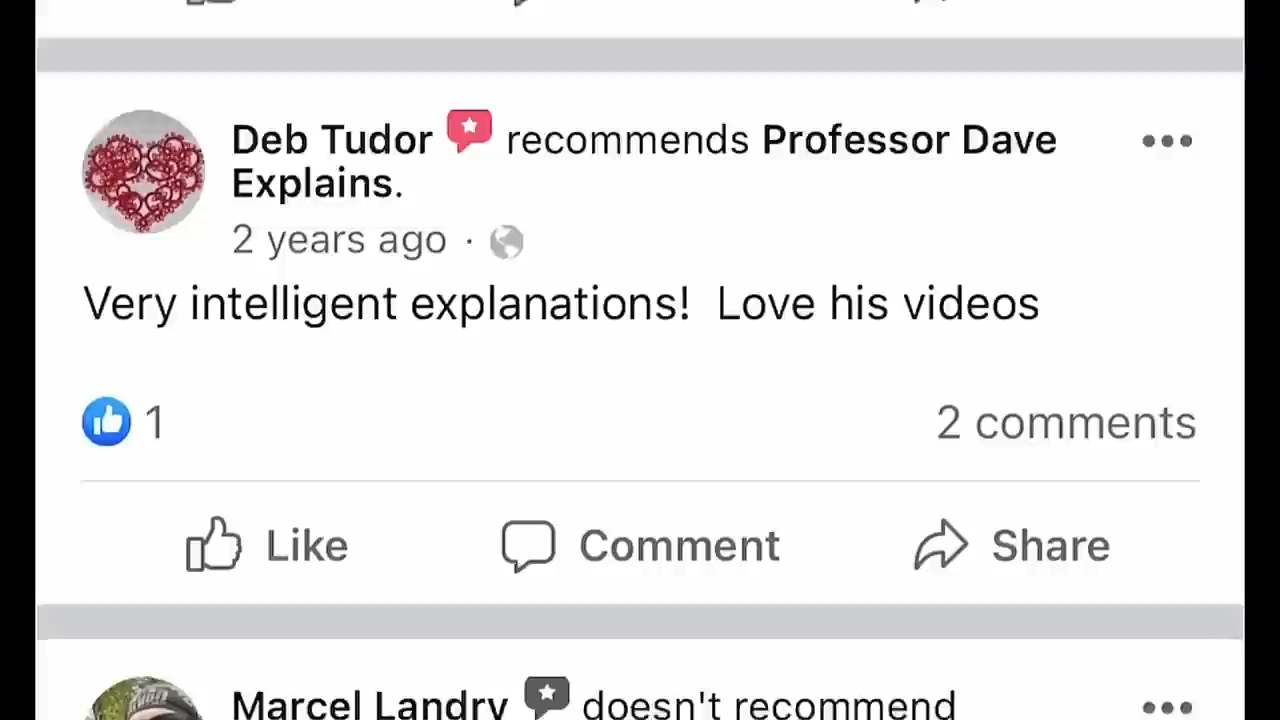 Deb Tudor recommends Professor Dave
Explains.
2 years ago ·
Very intelligent explanations! Love his videos
1 2 comments
Like Comment Share
Marcel Landry doesn't recommend